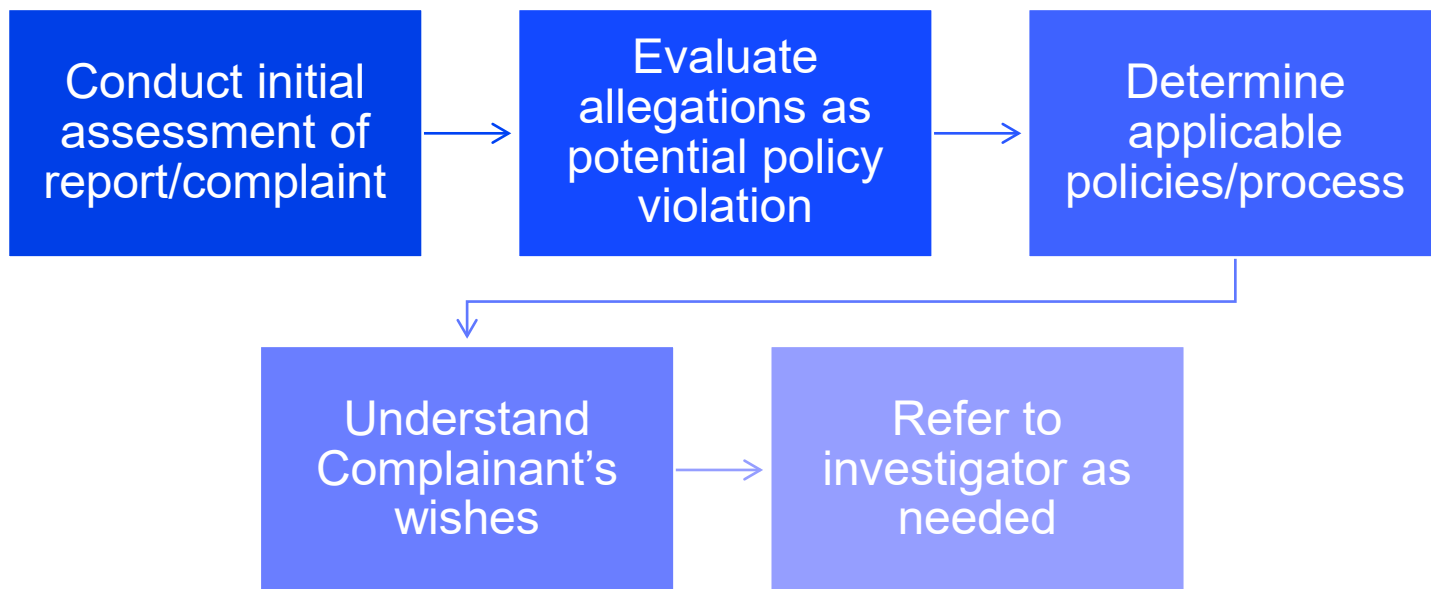 Conduct initial
assessment of
report/complaint
Evaluate
allegations as
potential policy
violation
Determine
applicable
policies/process
Understand
Complainant’s
wishes
Refer to
investigator as
needed